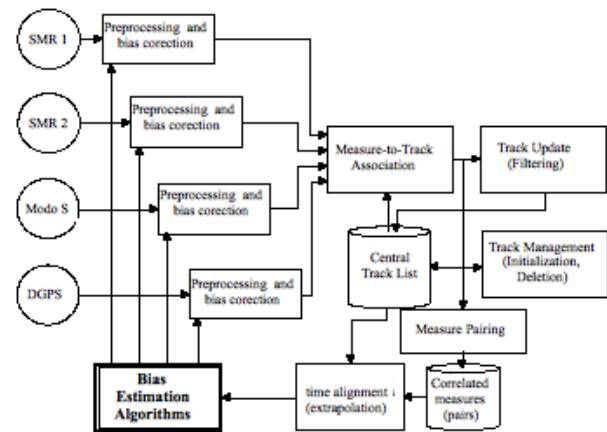 SMR 1
Preprocessing and
bias corection
SMR 2
Preprocessing and
bias corection
Measure-to-Track
Association
Track Update
(Filtering)
Modo S
Preprocessing and
bias corection
Central
Track List
Track Management
(Initialization,
Deletion)
DGPS
Preprocessing and
bias corection
Measure Pairing
Bias
Estimation
Algorithms
time alignment ↓
(extrapolation)
Correlated
measures
(pairs)